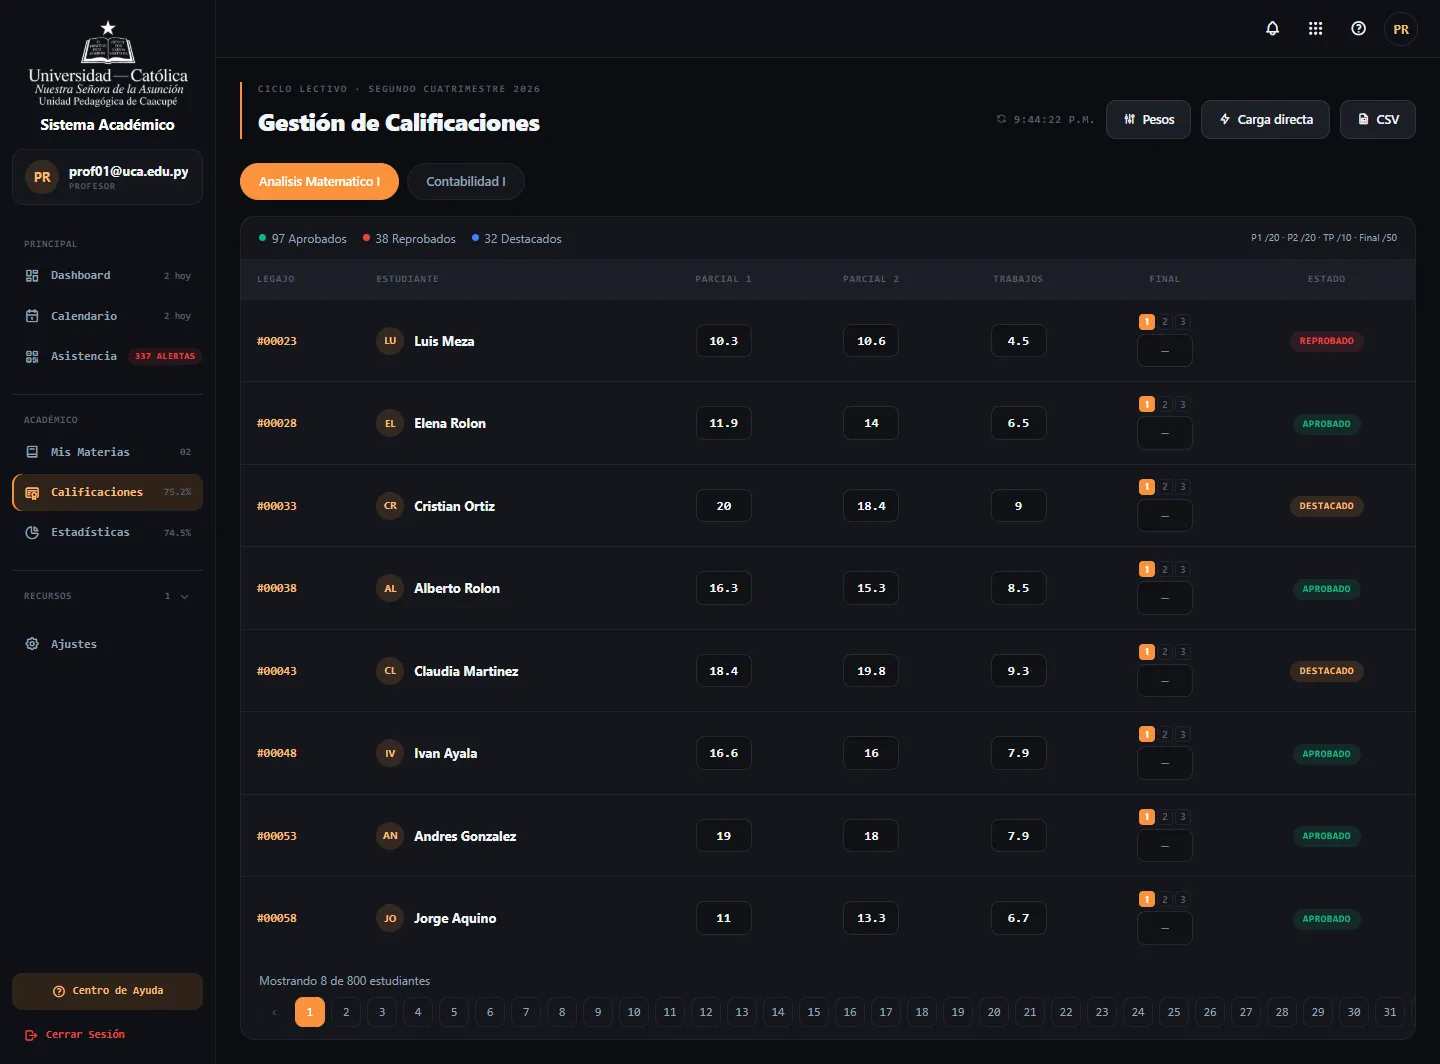 Universidad—Católica
Nuestra Señora de la Asunción
Unidad Pedagógica de Caacupé
Sistema Académico
PR
prof01@uca.edu.py
PROFESOR
PRINCIPAL
Dashboard 2 hoy
Calendario 2 hoy
Asistencia 337 ALERTAS
ACADÉMICO
Mis Materias 02
Calificaciones 75.2%
Estadísticas 74.5%
RECURSOS 1
Ajustes
Centro de Ayuda
Cerrar Sesión
PR
CICLO LECTIVO · SEGUNDO CUATRIMESTRE 2026
Gestión de Calificaciones
9:44:22 P.M.
Pesos
Carga directa
CSV
Analisis Matematico I
Contabilidad I
97 Aprobados 38 Reprobados 32 Destacados
P1 /20 · P2 /20 · TP /10 · Final /50
LEGAJO ESTUDIANTE PARCIAL 1 PARCIAL 2 TRABAJOS FINAL ESTADO
1 2 3
#00023 LU Luis Meza 10.3 10.6 4.5 — REPROBADO
1 2 3
#00028 EL Elena Rolon 11.9 14 6.5 — APROBADO
1 2 3
#00033 CR Cristian Ortiz 20 18.4 9 — DESTACADO
1 2 3
#00038 AL Alberto Rolon 16.3 15.3 8.5 — APROBADO
1 2 3
#00043 CL Claudia Martinez 18.4 19.8 9.3 — DESTACADO
1 2 3
#00048 IV Ivan Ayala 16.6 16 7.9 — APROBADO
1 2 3
#00053 AN Andres Gonzalez 19 18 7.9 — APROBADO
1 2 3
#00058 JO Jorge Aquino 11 13.3 6.7 — APROBADO
Mostrando 8 de 800 estudiantes
‹ 1 2 3 4 5 6 7 8 9 10 11 12 13 14 15 16 17 18 19 20 21 22 23 24 25 26 27 28 29 30 31